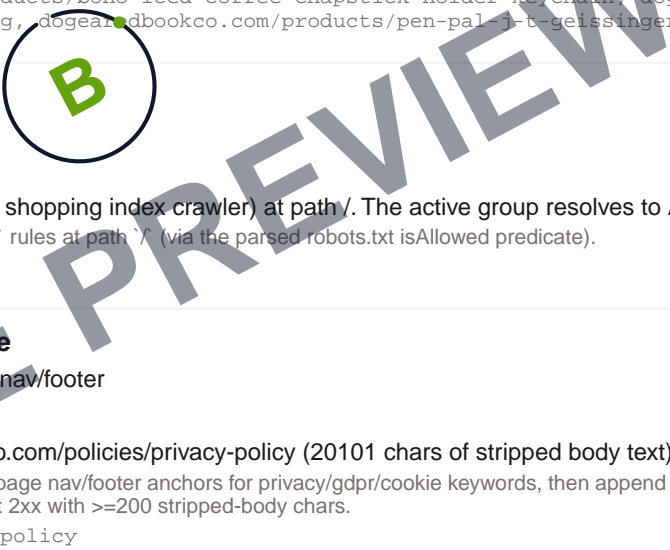 g, dogearedbookco.com/products/pen-pal-j-t-geissinger
B
PREVIEW
shopping index crawler) at path /. The active group resolves to
rules at path `/` (via the parsed robots.txt isAllowed predicate).
e
nav/footer
o.com/policies/privacy-policy (20101 chars of stripped body text)
page nav/footer anchors for privacy/gdpr/cookie keywords, then append
t 2xx with >=200 stripped-body chars.
policy